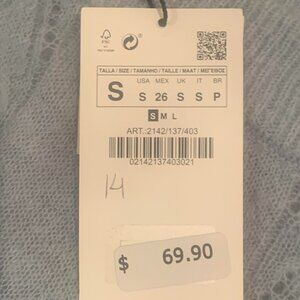 FSC
TALLA / SIZE / TAMANHO / TAILLE / MAAT / ΜΕΓΕΘΟΣ
USA MEX UK IT BR
S S 26 S S P
S M L
ART.:2142/137/403
02142137403021
14
$ 69.90